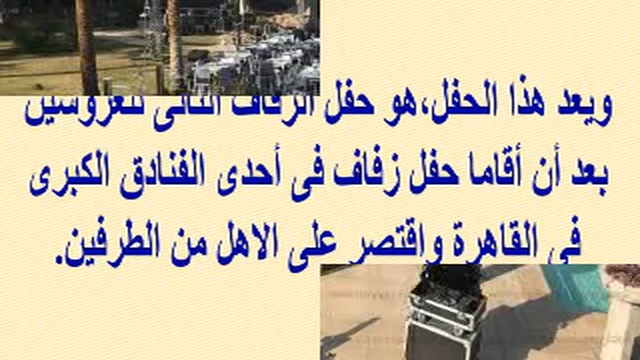 ويعد هذا الحفل،هو حفل الزفاف الثانى للعروسين
بعد أن أقاما حفل زفاف فى أحدى الفنادق الكبرى
فى القاهرة واقتصر على الاهل من الطرفين.